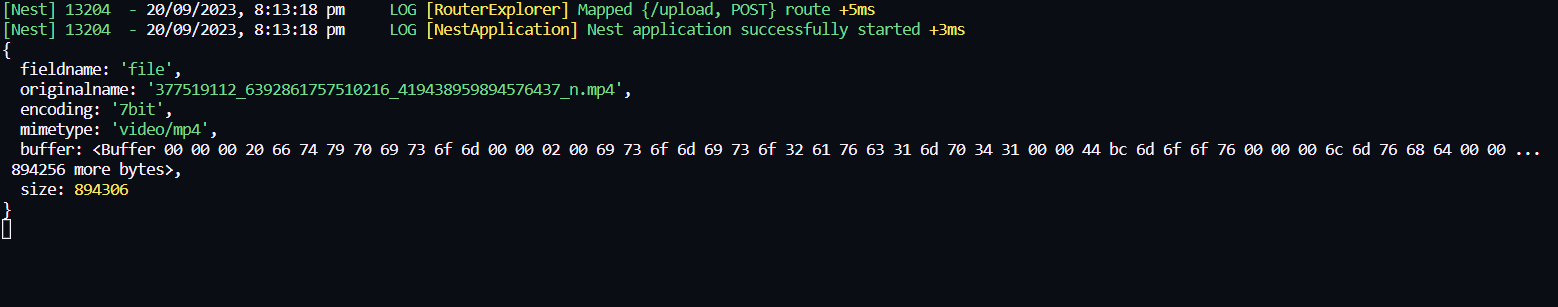 [Nest] 13204  - 20/09/2023, 8:13:18 pm     LOG [RouterExplorer] Mapped {/upload, POST} route +5ms
[Nest] 13204  - 20/09/2023, 8:13:18 pm     LOG [NestApplication] Nest application successfully started +3ms
{
  fieldname: 'file',
  originalname: '377519112_6392861757510216_419438959894576437_n.mp4',
  encoding: '7bit',
  mimetype: 'video/mp4',
  buffer: <Buffer 00 00 00 20 66 74 79 70 69 73 6f 6d 00 00 02 00 69 73 6f 6d 69 73 6f 32 61 76 63 31 6d 70 34 31 00 00 44 bc 6d 6f 6f 76 00 00 00 6c 6d 76 68 64 00 00 ...
 894256 more bytes>,
  size: 894306
}